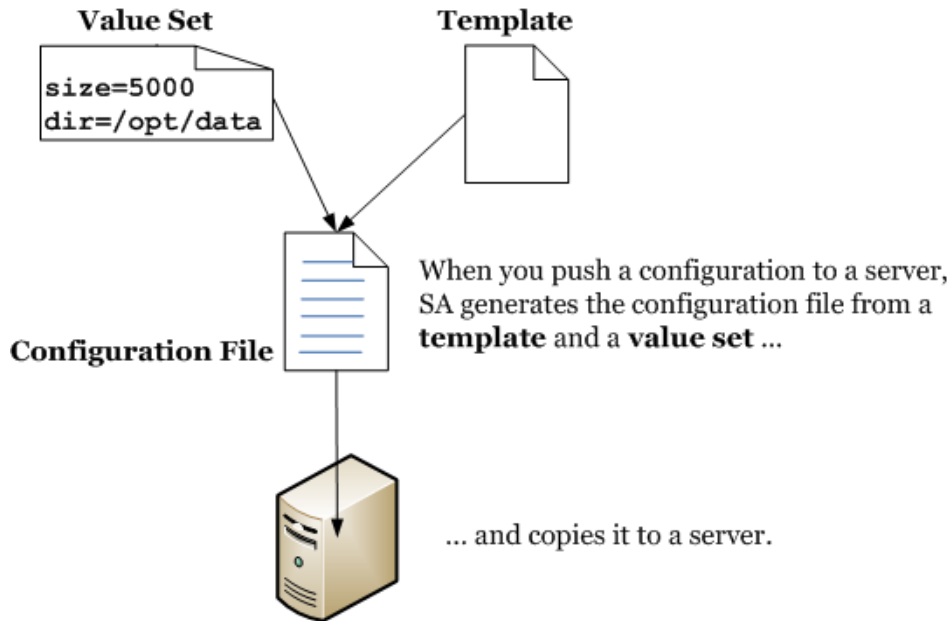 Value Set
Template
size=5000
dir=/opt/data
When you push a configuration to a server,
SA generates the configuration file from a
template and a value set ...
Configuration File
... and copies it to a server.